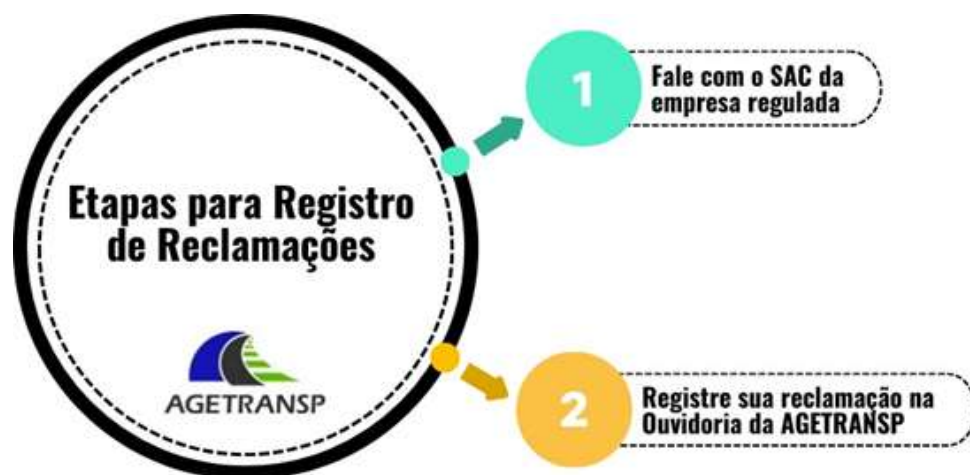 Etapas para Registro
de Reclamações
AGETRANSP
1
Fale com o SAC da
empresa regulada
2
Registre sua reclamação na
Ouvidoria da AGETRANSP